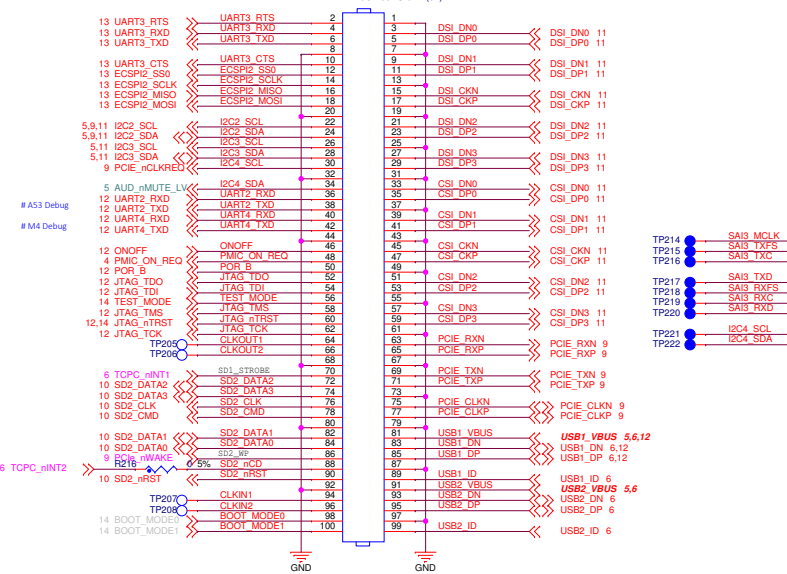 13 UART3_RTS UART3_RTS 2 1
13 UART3_RXD UART3_RXD 4 3 DSI_DN0 DSI_DN0 11
13 UART3_TXD UART3_TXD 6 5 DSI_DP0 DSI_DP0 11
8 7
13 UART3_CTS UART3_CTS 10 9 DSI_DN1 DSI_DN1 11
13 ECSPI2_SS0 ECSPI2_SS0 12 11 DSI_DP1 DSI_DP1 11
13 ECSPI2_SCLK ECSPI2_SCLK 14 13
13 ECSPI2_MISO ECSPI2_MISO 16 15 DSI_CKN DSI_CKN 11
13 ECSPI2_MOSI ECSPI2_MOSI 18 17 DSI_CKP DSI_CKP 11
20 19
5,9,11 I2C2_SCL I2C2_SCL 22 21 DSI_DN2 DSI_DN2 11
5,9,11 I2C2_SDA I2C2_SDA 24 23 DSI_DP2 DSI_DP2 11
5,11 I2C3_SCL I2C3_SCL 26 25
5,11 I2C3_SDA I2C3_SDA 28 27 DSI_DN3 DSI_DN3 11
9 PCIE_nCLKREQ I2C4_SCL 30 29 DSI_DP3 DSI_DP3 11
32 31
5 AUD_nMUTE_LV I2C4_SDA 34 33 CSI_DN0 CSI_DN0 11
# A53 Debug 12 UART2_RXD UART2_RXD 36 35 CSI_DP0 CSI_DP0 11
12 UART2_TXD UART2_TXD 38 37
# M4 Debug 12 UART4_RXD UART4_RXD 40 39 CSI_DN1 CSI_DN1 11
12 UART4_TXD UART4_TXD 42 41 CSI_DP1 CSI_DP1 11
44 43 TP214 SAI3_MCLK
12 ONOFF ONOFF 46 45 CSI_CKN CSI_CKN 11 TP215 SAI3_TXFS
4 PMIC_ON_REQ PMIC_ON_REQ 48 47 CSI_CKP CSI_CKP 11 TP216 SAI3_TXC
12 POR_B POR_B 50 49
12 JTAG_TDO JTAG_TDO 52 51 CSI_DN2 CSI_DN2 11 TP217 SAI3_TXD
12 JTAG_TDI JTAG_TDI 54 53 CSI_DP2 CSI_DP2 11 TP218 SAI3_RXFS
14 TEST_MODE TEST_MODE 56 55 TP219 SAI3_RXC
12 JTAG_TMS JTAG_TMS 58 57 CSI_DN3 CSI_DN3 11 TP220 SAI3_RXD
12,14 JTAG_nTRST JTAG_nTRST 60 59 CSI_DP3 CSI_DP3 11
12 JTAG_TCK JTAG_TCK 62 61 TP221 I2C4_SCL
TP205 CLKOUT1 64 63 PCIE_RXN PCIE_RXN 9 TP222 I2C4_SDA
TP206 CLKOUT2 66 65 PCIE_RXP PCIE_RXP 9
68 67
6 TCPC_nINT1 SD1_STROBE 70 69 PCIE_TXN PCIE_TXN 9
10 SD2_DATA2 SD2_DATA2 72 71 PCIE_TXP PCIE_TXP 9
10 SD2_DATA3 SD2_DATA3 74 73
10 SD2_CLK SD2_CLK 76 75 PCIE_CLKN PCIE_CLKN 9
10 SD2_CMD SD2_CMD 78 77 PCIE_CLKP PCIE_CLKP 9
80 79
10 SD2_DATA1 SD2_DATA1 82 81 USB1_VBUS USB1_VBUS 5,6,12
10 SD2_DATA0 SD2_DATA0 84 83 USB1_DN USB1_DN 6,12
9 PCIe_nWAKE SD2_WP 86 85 USB1_DP USB1_DP 6,12
6 TCPC_nINT2 R216 0 5% SD2_nCD 88 87
10 SD2_nRST SD2_nRST 90 89 USB1_ID USB1_ID 6
92 91 USB2_VBUS USB2_VBUS 5,6
TP207 CLKIN1 94 93 USB2_DN USB2_DN 6
TP208 CLKIN2 96 95 USB2_DP USB2_DP 6
14 BOOT_MODE0 BOOT_MODE0 98 97
14 BOOT_MODE1 BOOT_MODE1 100 99 USB2_ID USB2_ID 6
GND GND